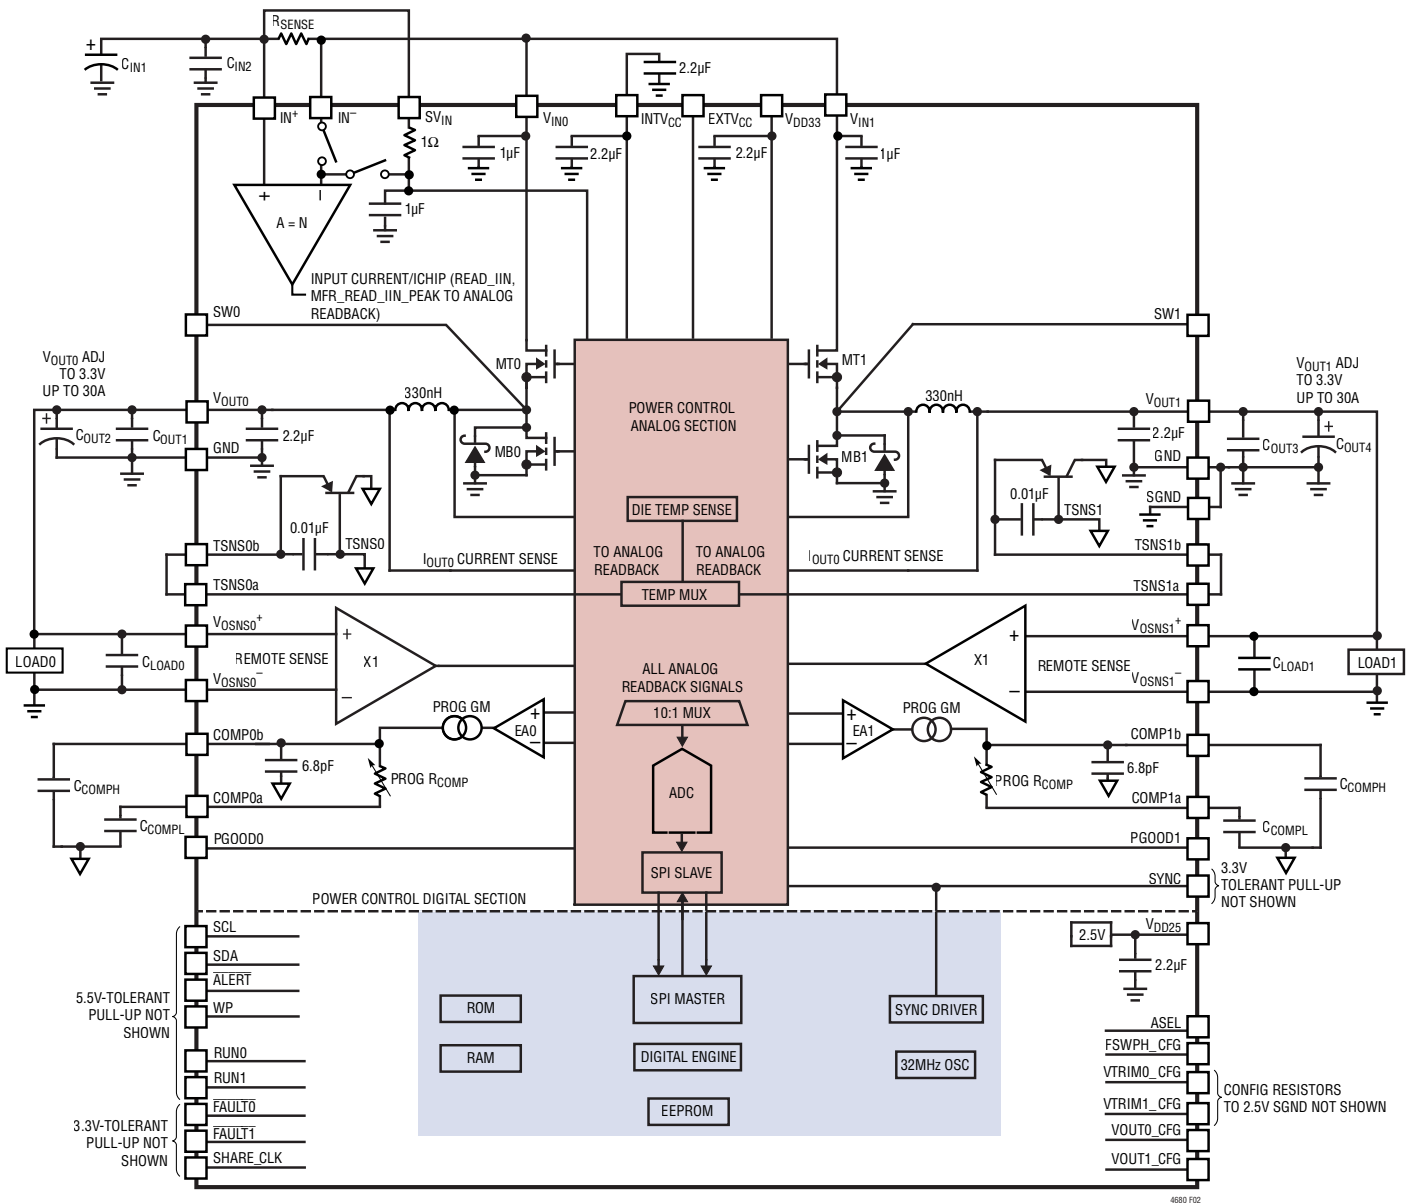 RSENSE
+
CIN1
CIN2
2.2µF
IN+
IN–
SVIN
VIN0
INTVCC
EXTVCC
VDD33
VIN1
1Ω
1µF
2.2µF
2.2µF
1µF
+
–
A = N
1µF
INPUT CURRENT/ICHIP (READ_IIN,
MFR_READ_IIN_PEAK TO ANALOG
READBACK)
SW0
SW1
VOUT0 ADJ
TO 3.3V
UP TO 30A
MT0
MT1
VOUT1 ADJ
TO 3.3V
UP TO 30A
330nH
330nH
VOUT0
VOUT1
POWER CONTROL
ANALOG SECTION
+
COUT2
COUT1
2.2µF
GND
MB0
MB1
2.2µF
GND
COUT3
+
COUT4
SGND
0.01µF
TSNS0
DIE TEMP SENSE
0.01µF
TSNS1
TSNS0b
TSNS1b
IOUT0 CURRENT SENSE
TO ANALOG
READBACK
TO ANALOG
READBACK
IOUT0 CURRENT SENSE
TSNS0a
TEMP MUX
TSNS1a
VOSNS0+
+
X1
–
REMOTE SENSE
VOSNS0–
LOAD0
CLOAD0
VOSNS1+
+
X1
–
REMOTE SENSE
VOSNS1–
CLOAD1
LOAD1
ALL ANALOG
READBACK SIGNALS
10:1 MUX
PROG GM
EA0
+
–
PROG GM
EA1
+
–
COMP0b
COMP1b
6.8pF
PROG RCOMP
ADC
PROG RCOMP
6.8pF
CCOMPH
CCOMPH
COMP0a
COMP1a
CCOMPL
CCOMPL
PGOOD0
PGOOD1
SPI SLAVE
SYNC
3.3V
TOLERANT PULL-UP
NOT SHOWN
POWER CONTROL DIGITAL SECTION
SCL
SDA
ALERT
WP
RUN0
RUN1
5.5V-TOLERANT
PULL-UP NOT
SHOWN
FAULT0
FAULT1
SHARE_CLK
3.3V-TOLERANT
PULL-UP NOT
SHOWN
ROM
RAM
SPI MASTER
DIGITAL ENGINE
EEPROM
SYNC DRIVER
32MHz OSC
2.5V
VDD25
2.2µF
ASEL
FSWPH_CFG
VTRIM0_CFG
VTRIM1_CFG
VOUT0_CFG
VOUT1_CFG
CONFIG RESISTORS
TO 2.5V SGND NOT SHOWN
4680 F02